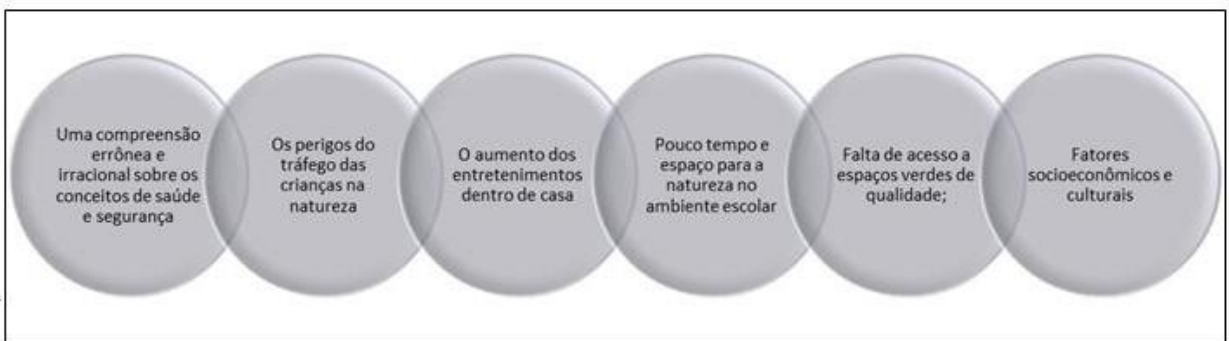 Uma compreensão
errônea e
irracional sobre os
conceitos de saúde
e segurança
Os perigos do
tráfego das
crianças na
natureza
O aumento dos
entretenimentos
dentro de casa
Pouco tempo e
espaço para a
natureza no
ambiente escolar
Falta de acesso a
espaços verdes de
qualidade;
Fatores
socioeconômicos e
culturais